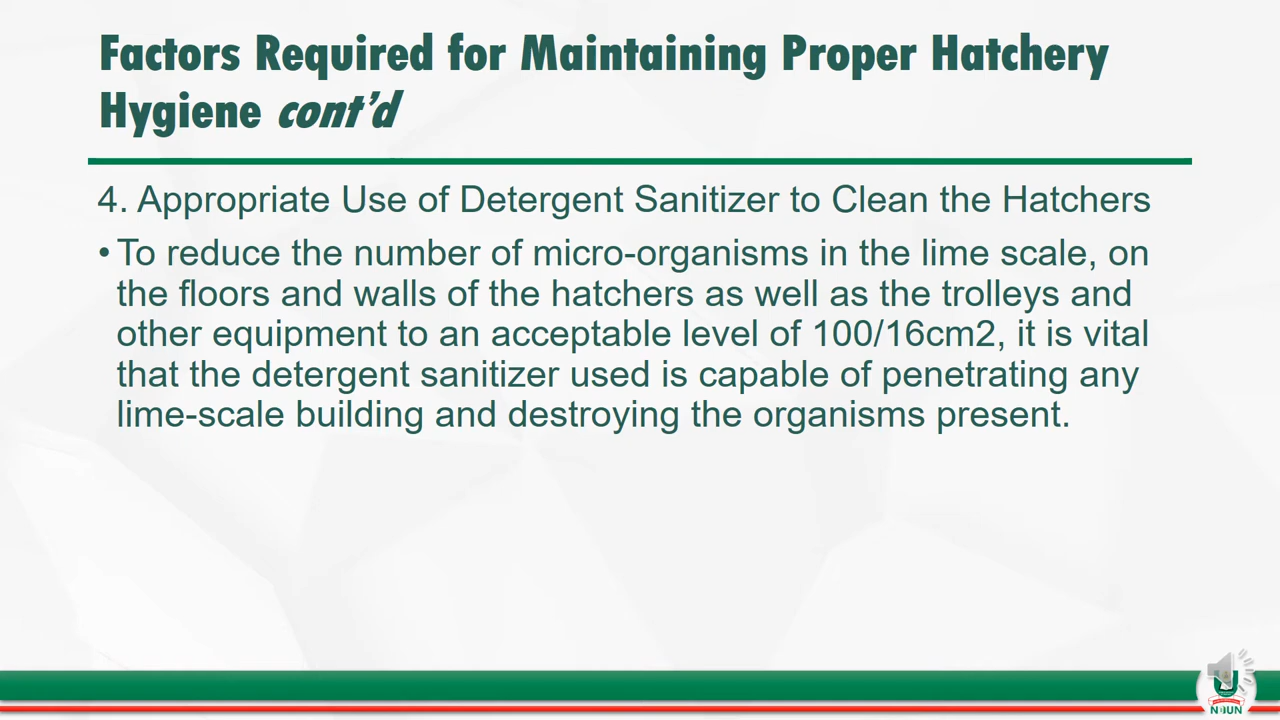 Factors Required for Maintaining Proper Hatchery
Hygiene cont'd
4. Appropriate Use of Detergent Sanitizer to Clean the Hatchers
• To reduce the number of micro-organisms in the lime scale, on
the floors and walls of the hatchers as well as the trolleys and
other equipment to an acceptable level of 100/16cm2, it is vital
that the detergent sanitizer used is capable of penetrating any
lime-scale building and destroying the organisms present.
NOUN